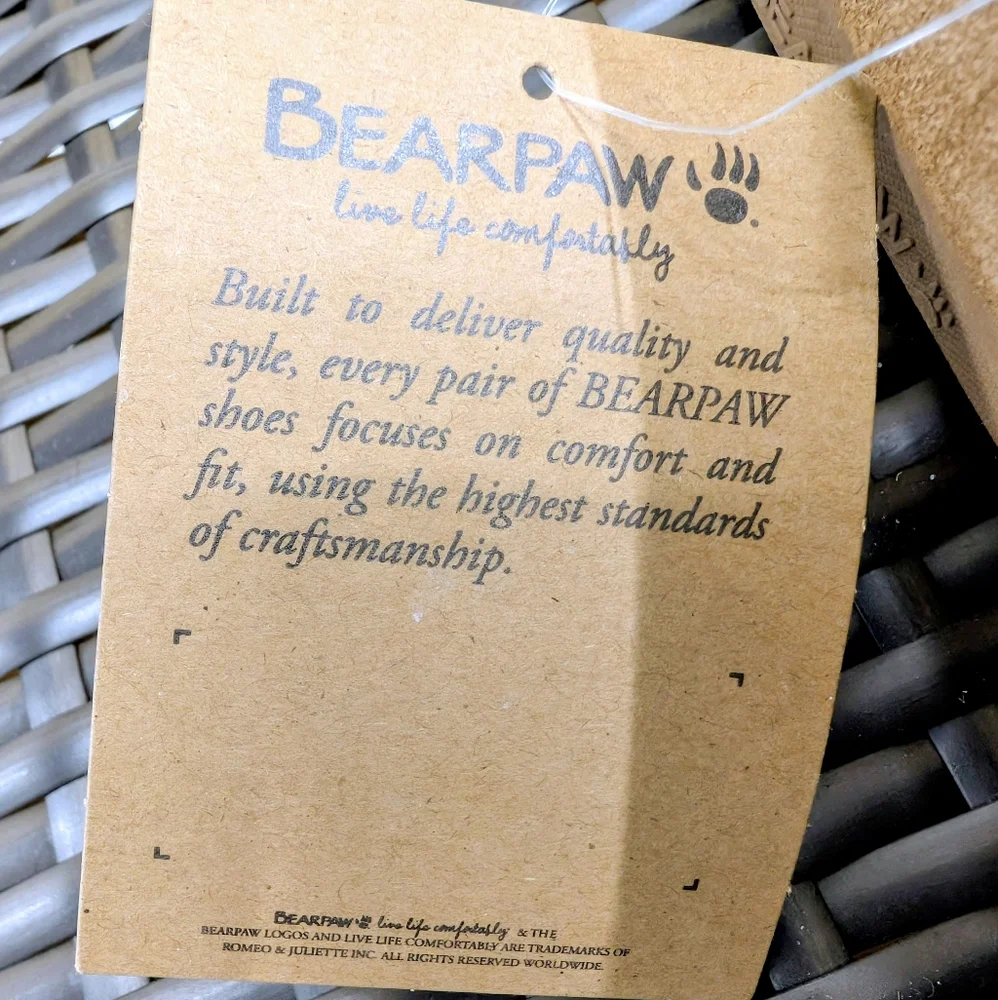 BEARPAW
live life comfortably
Built to deliver quality and
style, every pair of BEARPAW
shoes focuses on comfort and
fit, using the highest standards
of craftsmanship.
BEARPAW live life comfortably & THE
BEARPAW LOGOS AND LIVE LIFE COMFORTABLY ARE TRADEMARKS OF
ROMEO & JULIETTE INC. ALL RIGHTS RESERVED WORLDWIDE.